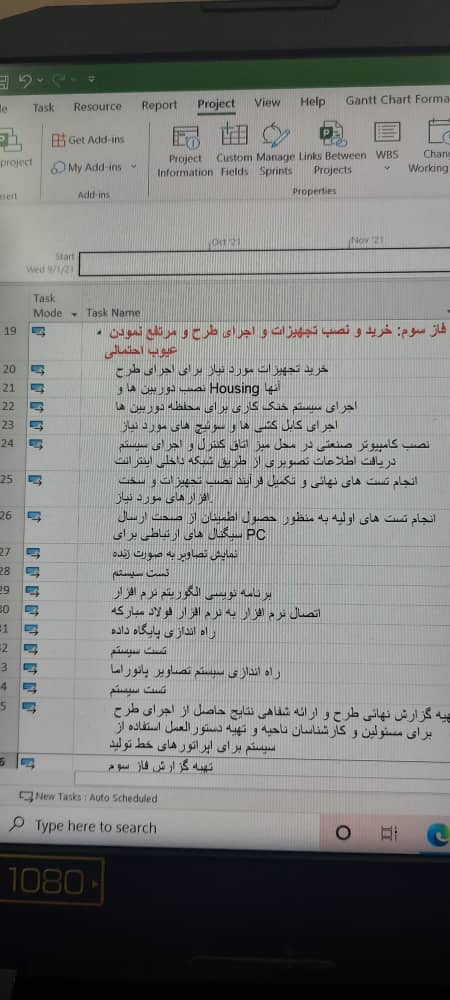 Task
Resource
Report
Project
View
Help
Gantt Chart Forma
project
Get Add-ins
My Add-ins
Add-ins
Project Information
Custom Fields
Manage Sprints
Links Between Projects
WBS
Working
Properties
Start
Wed 9/1/21
Oct '21
Nov '21
Task Mode
Task Name
19 فاز سوم: خرید و نصب تجهیزات و اجرای طرح و مرتفع نمودن
عیوب احتمالی
20 خرید تجهیزات مورد نیاز برای اجرای طرح
21 نصب دوربین ها و Housing آنها
22 اجرای سیستم خنک کاری برای محفظه دوربین ها
23 اجرای کابل کشی ها و سوئیچ های مورد نیاز
24 نصب کامپیوتر صنعتی در محل میز اتاق کنترل و اجرای سیستم
دریافت اطلاعات تصویری از طریق شبکه داخلی اینترانت
25 انجام تست های نهائی و تکمیل فرآیند نصب تجهیزات و سخت
افزارهای مورد نیاز.
26 انجام تست های اولیه به منظور حصول اطمینان از صحت ارسال
سیگنال های ارتباطی برای PC
27 نمایش تصاویر به صورت زنده
28 تست سیستم
29 برنامه نویسی الگوریتم نرم افزار
30 اتصال نرم افزار به نرم افزار فولاد مبارکه
31 راه اندازی پایگاه داده
32 تست سیستم
3 راه اندازی سیستم تصاویر پانوراما
4 تست سیستم
5 تهیه گزارش نهائی طرح و ارائه شفاهی نتایج حاصل از اجرای طرح
برای مسئولین و کارشناسان ناحیه و تهیه دستورالعمل استفاده از
سیستم برای اپراتورهای خط تولید
6 تهیه گزارش فاز سوم
New Tasks : Auto Scheduled
Type here to search
1080